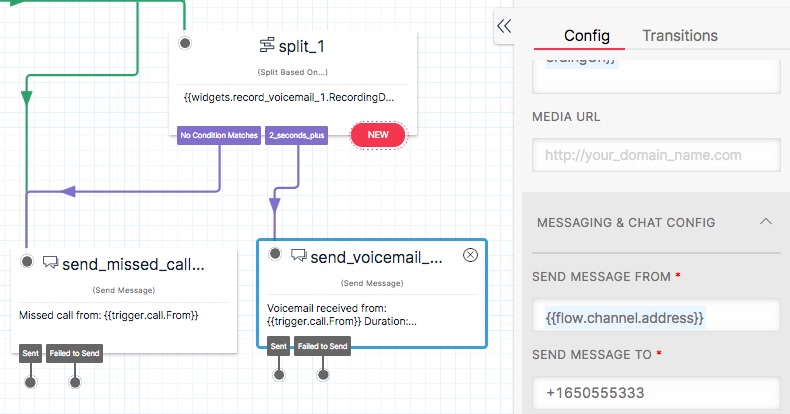 split_1
(Split Based On...)
{{widgets.record_voicemail_1.RecordingD...
No Condition Matches
2_seconds_plus
NEW
send_missed_call...
(Send Message)
Missed call from: {{trigger.call.From}}
Sent
Failed to Send
send_voicemail_...
(Send Message)
Voicemail received from:
{{trigger.call.From}} Duration:...
Sent
Failed to Send
Config
Transitions
MEDIA URL
http://your_domain_name.com
MESSAGING & CHAT CONFIG
SEND MESSAGE FROM *
{{flow.channel.address}}
SEND MESSAGE TO *
+1650555333